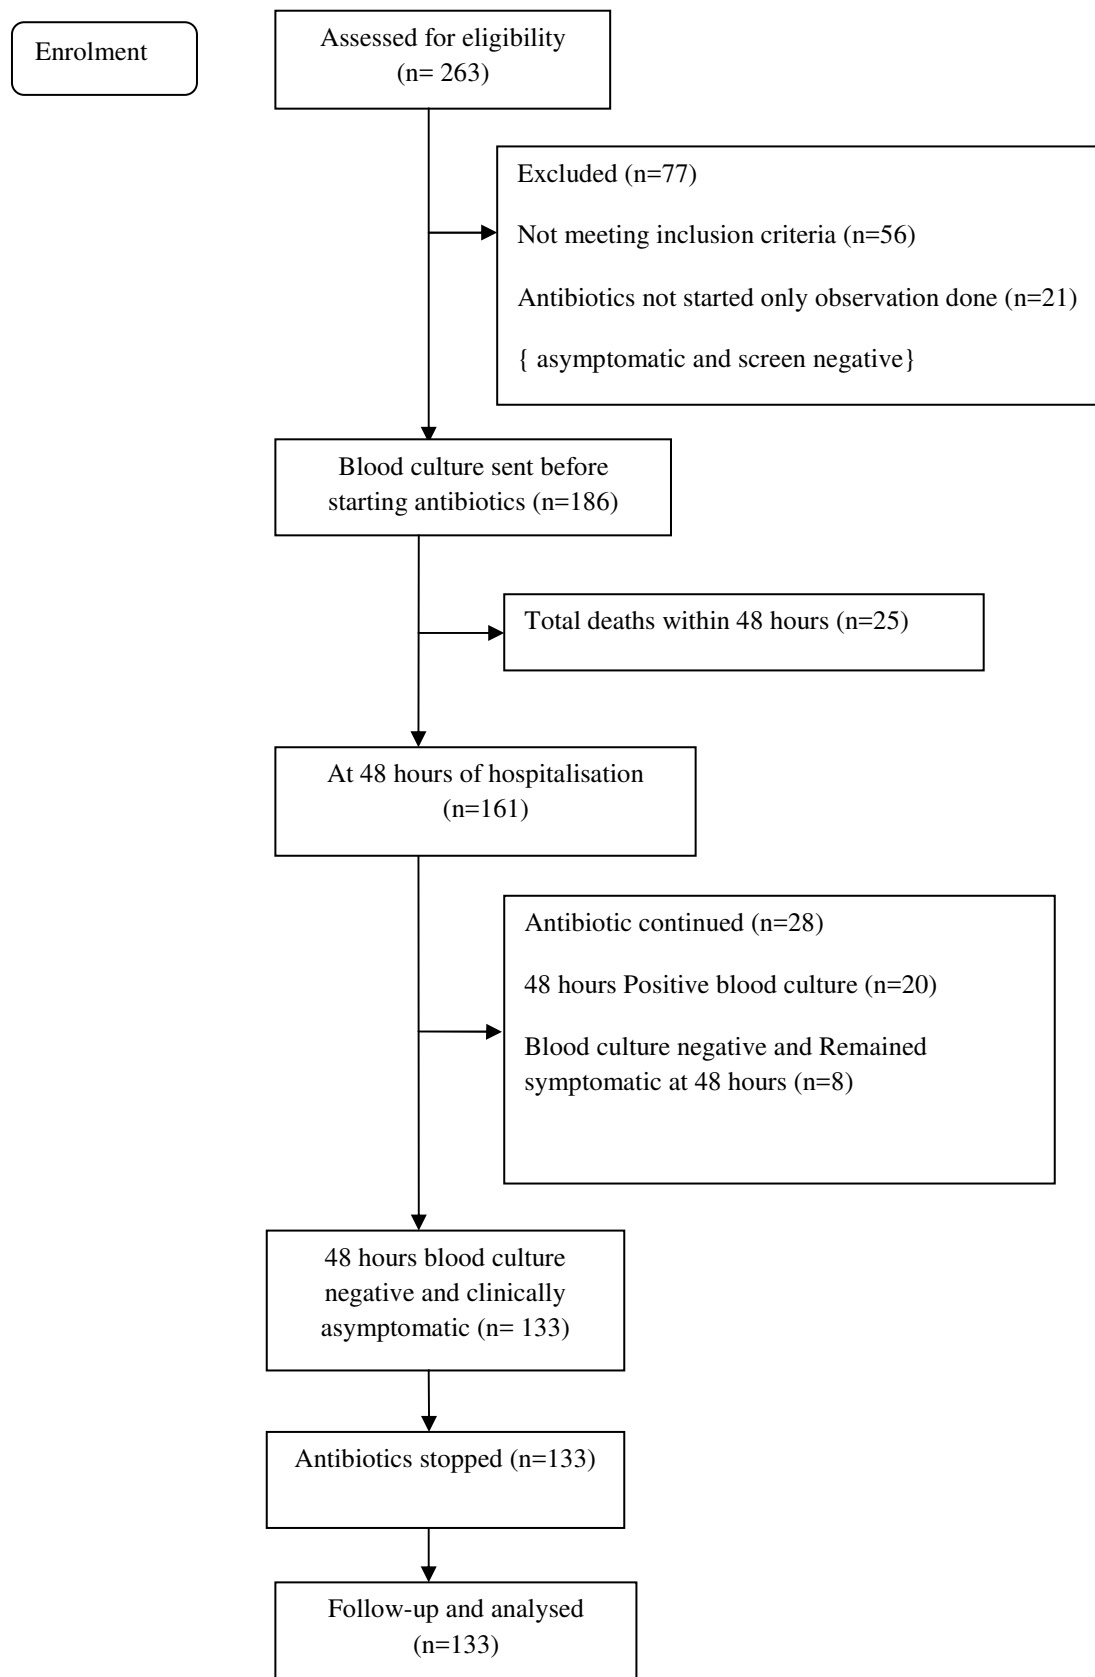 Enrolment
Assessed for eligibility
(n= 263)
Excluded (n=77)
Not meeting inclusion criteria (n=56)
Antibiotics not started only observation done (n=21)
{ asymptomatic and screen negative}
Blood culture sent before
starting antibiotics (n=186)
Total deaths within 48 hours (n=25)
At 48 hours of hospitalisation
(n=161)
Antibiotic continued (n=28)
48 hours Positive blood culture (n=20)
Blood culture negative and Remained
symptomatic at 48 hours (n=8)
48 hours blood culture
negative and clinically
asymptomatic (n= 133)
Antibiotics stopped (n=133)
Follow-up and analysed
(n=133)